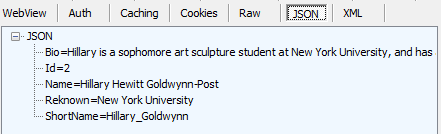 WebView Auth Caching Cookies Raw JSON XML
JSON
Bio=Hillary is a sophomore art sculpture student at New York University, and has
Id=2
Name=Hillary Hewitt Goldwynn-Post
Reknown=New York University
ShortName=Hillary_Goldwynn